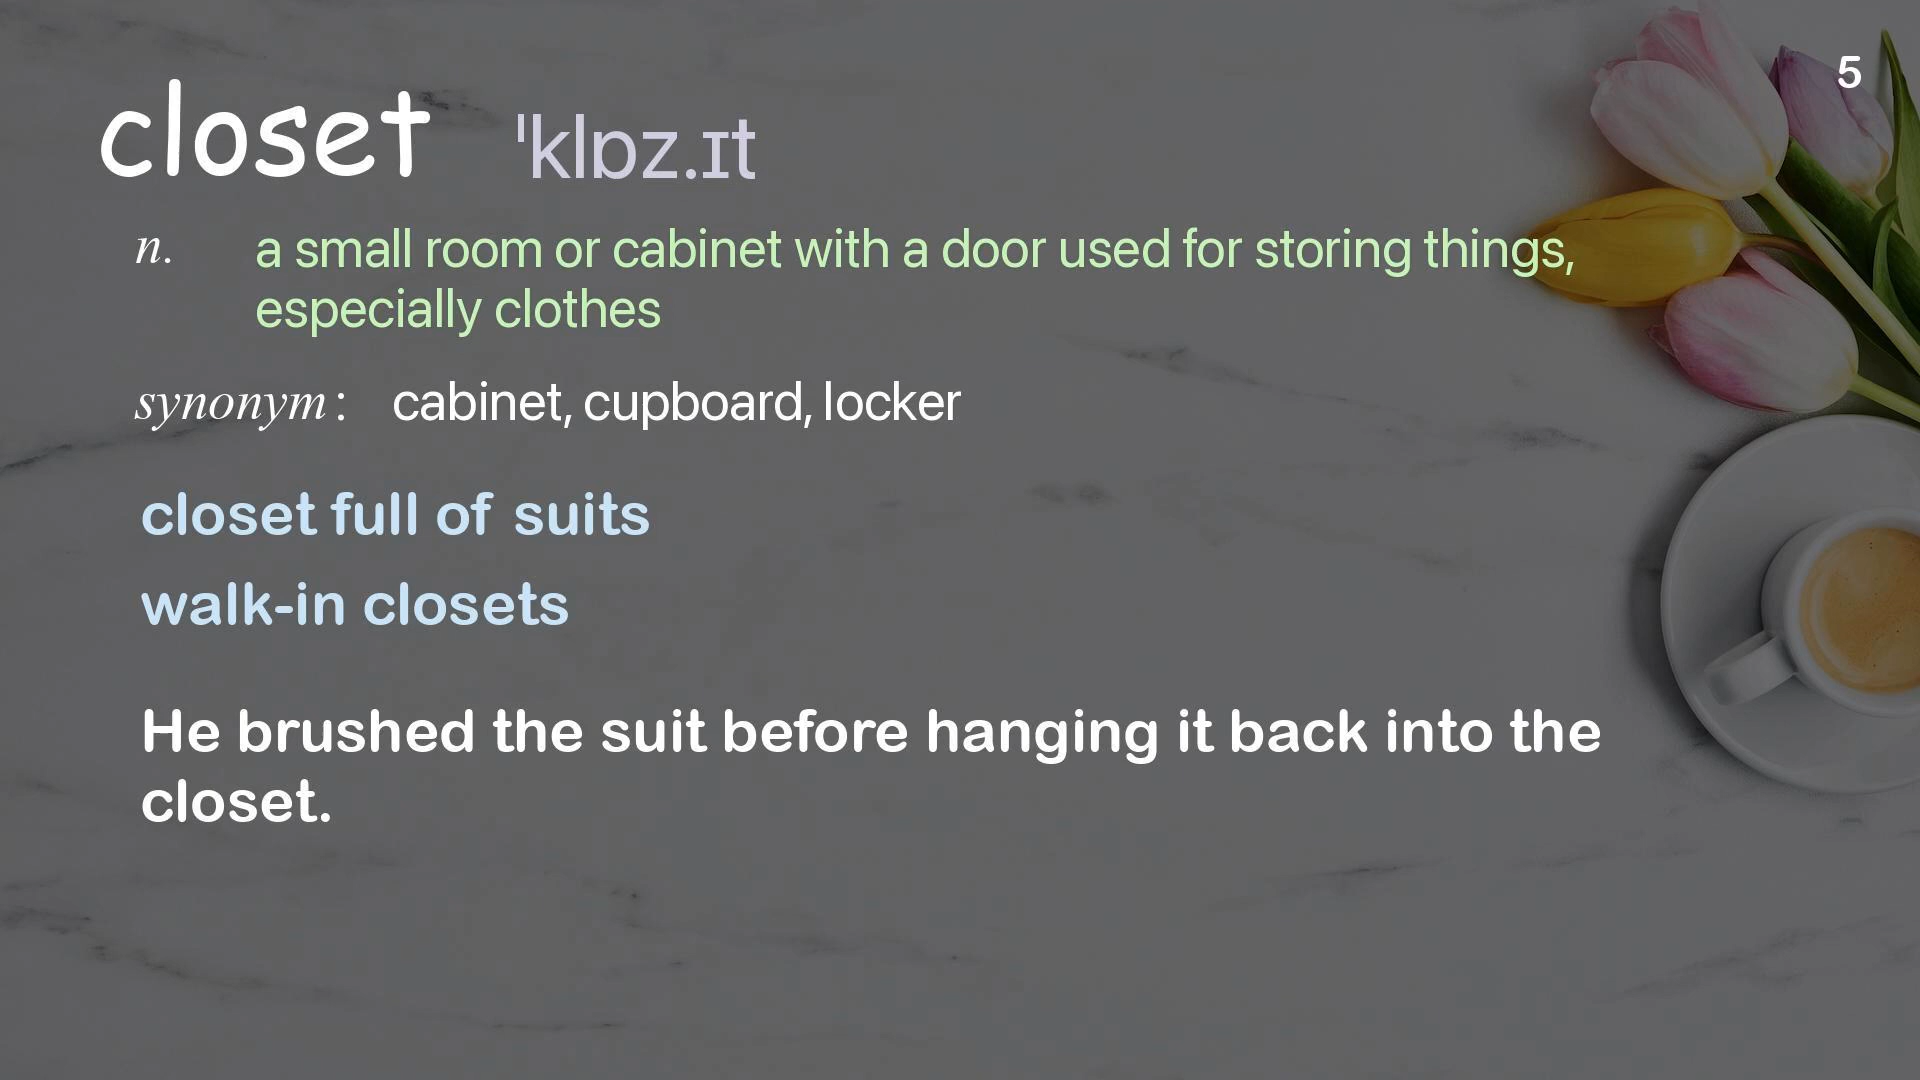 5
closet ˈklɒz.ɪt
n. a small room or cabinet with a door used for storing things,
especially clothes
synonym : cabinet, cupboard, locker
closet full of suits
walk-in closets
He brushed the suit before hanging it back into the
closet.